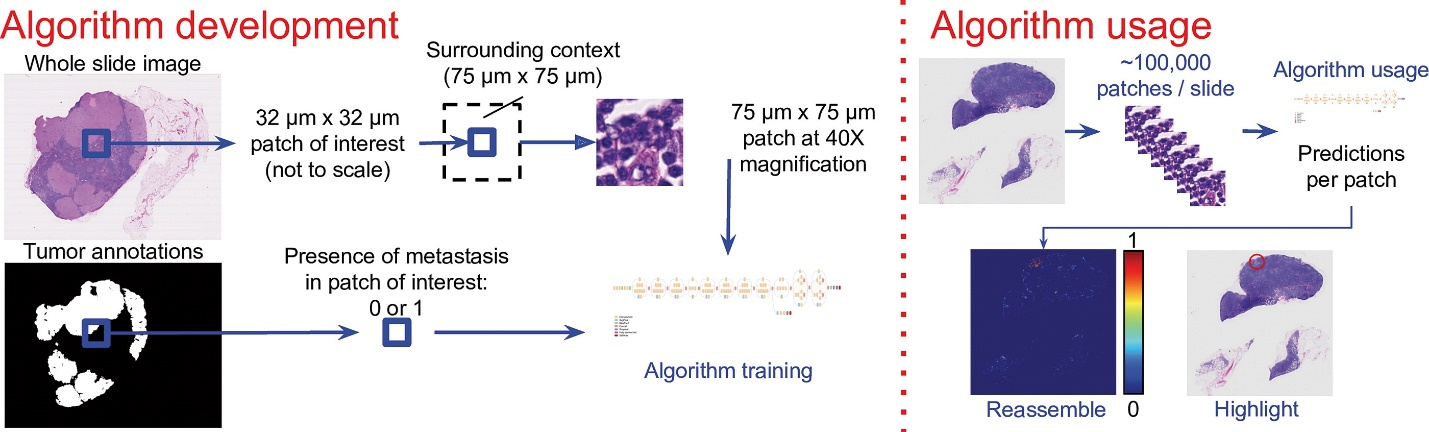 Algorithm development
Whole slide image
32 µm x 32 µm
patch of interest
(not to scale)
Surrounding context
(75 µm x 75 µm)
75 µm x 75 µm
patch at 40X
magnification
Tumor annotations
Presence of metastasis
in patch of interest:
0 or 1
Algorithm training
Algorithm usage
~100,000
patches / slide
Algorithm usage
Predictions
per patch
1
0
Reassemble
Highlight